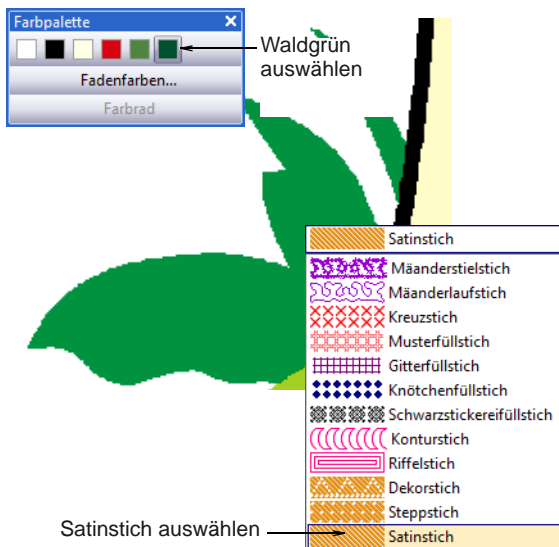 Farbpalette
Waldgrün
auswählen
Fadenfarben...
Farbrad
Satinstich
Mäanderstielstich
Mäanderlaufstich
Kreuzstich
Musterfüllstich
Gitterfüllstich
Knötchenfüllstich
Schwarzstickereifüllstich
Konturstich
Riffelstich
Dekorstich
Steppstich
Satinstich auswählen
Satinstich